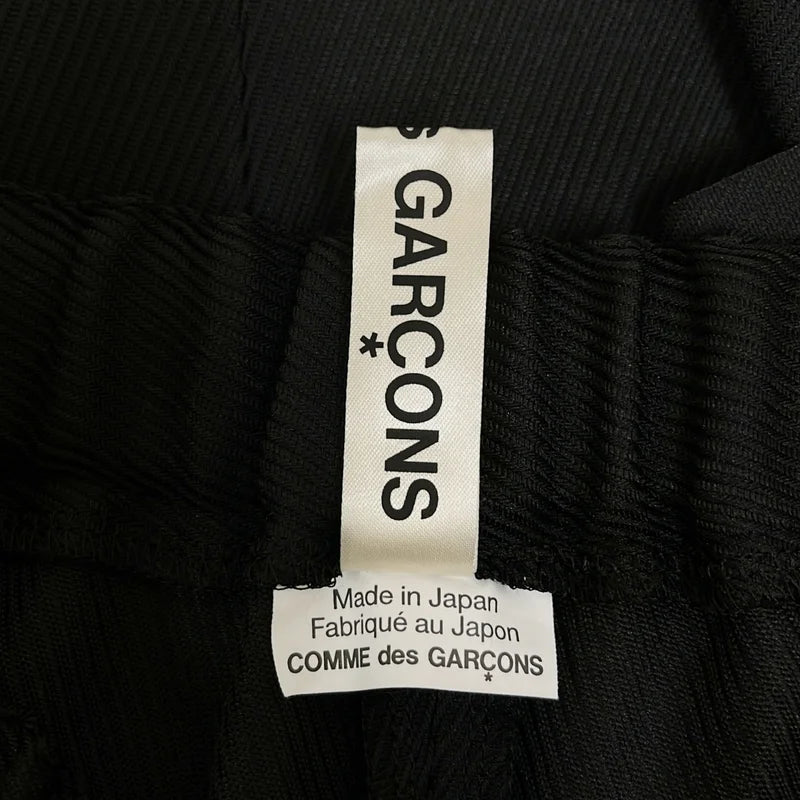 S GARÇONS
Made in Japan
Fabriqué au Japon
COMME des GARÇONS